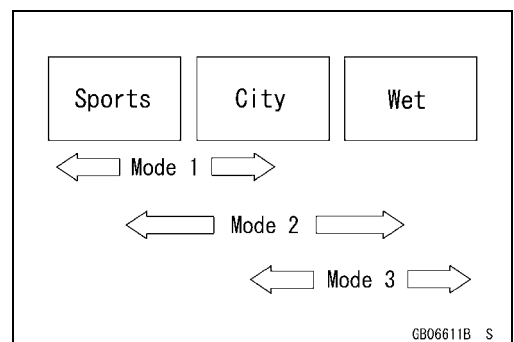 Sports City Wet
Mode 1
Mode 2
Mode 3
GB06611B S